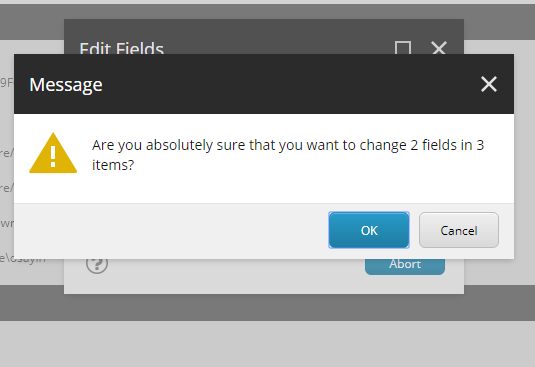 Edit Fields
Message
Are you absolutely sure that you want to change 2 fields in 3
items?
OK
Cancel
Abort